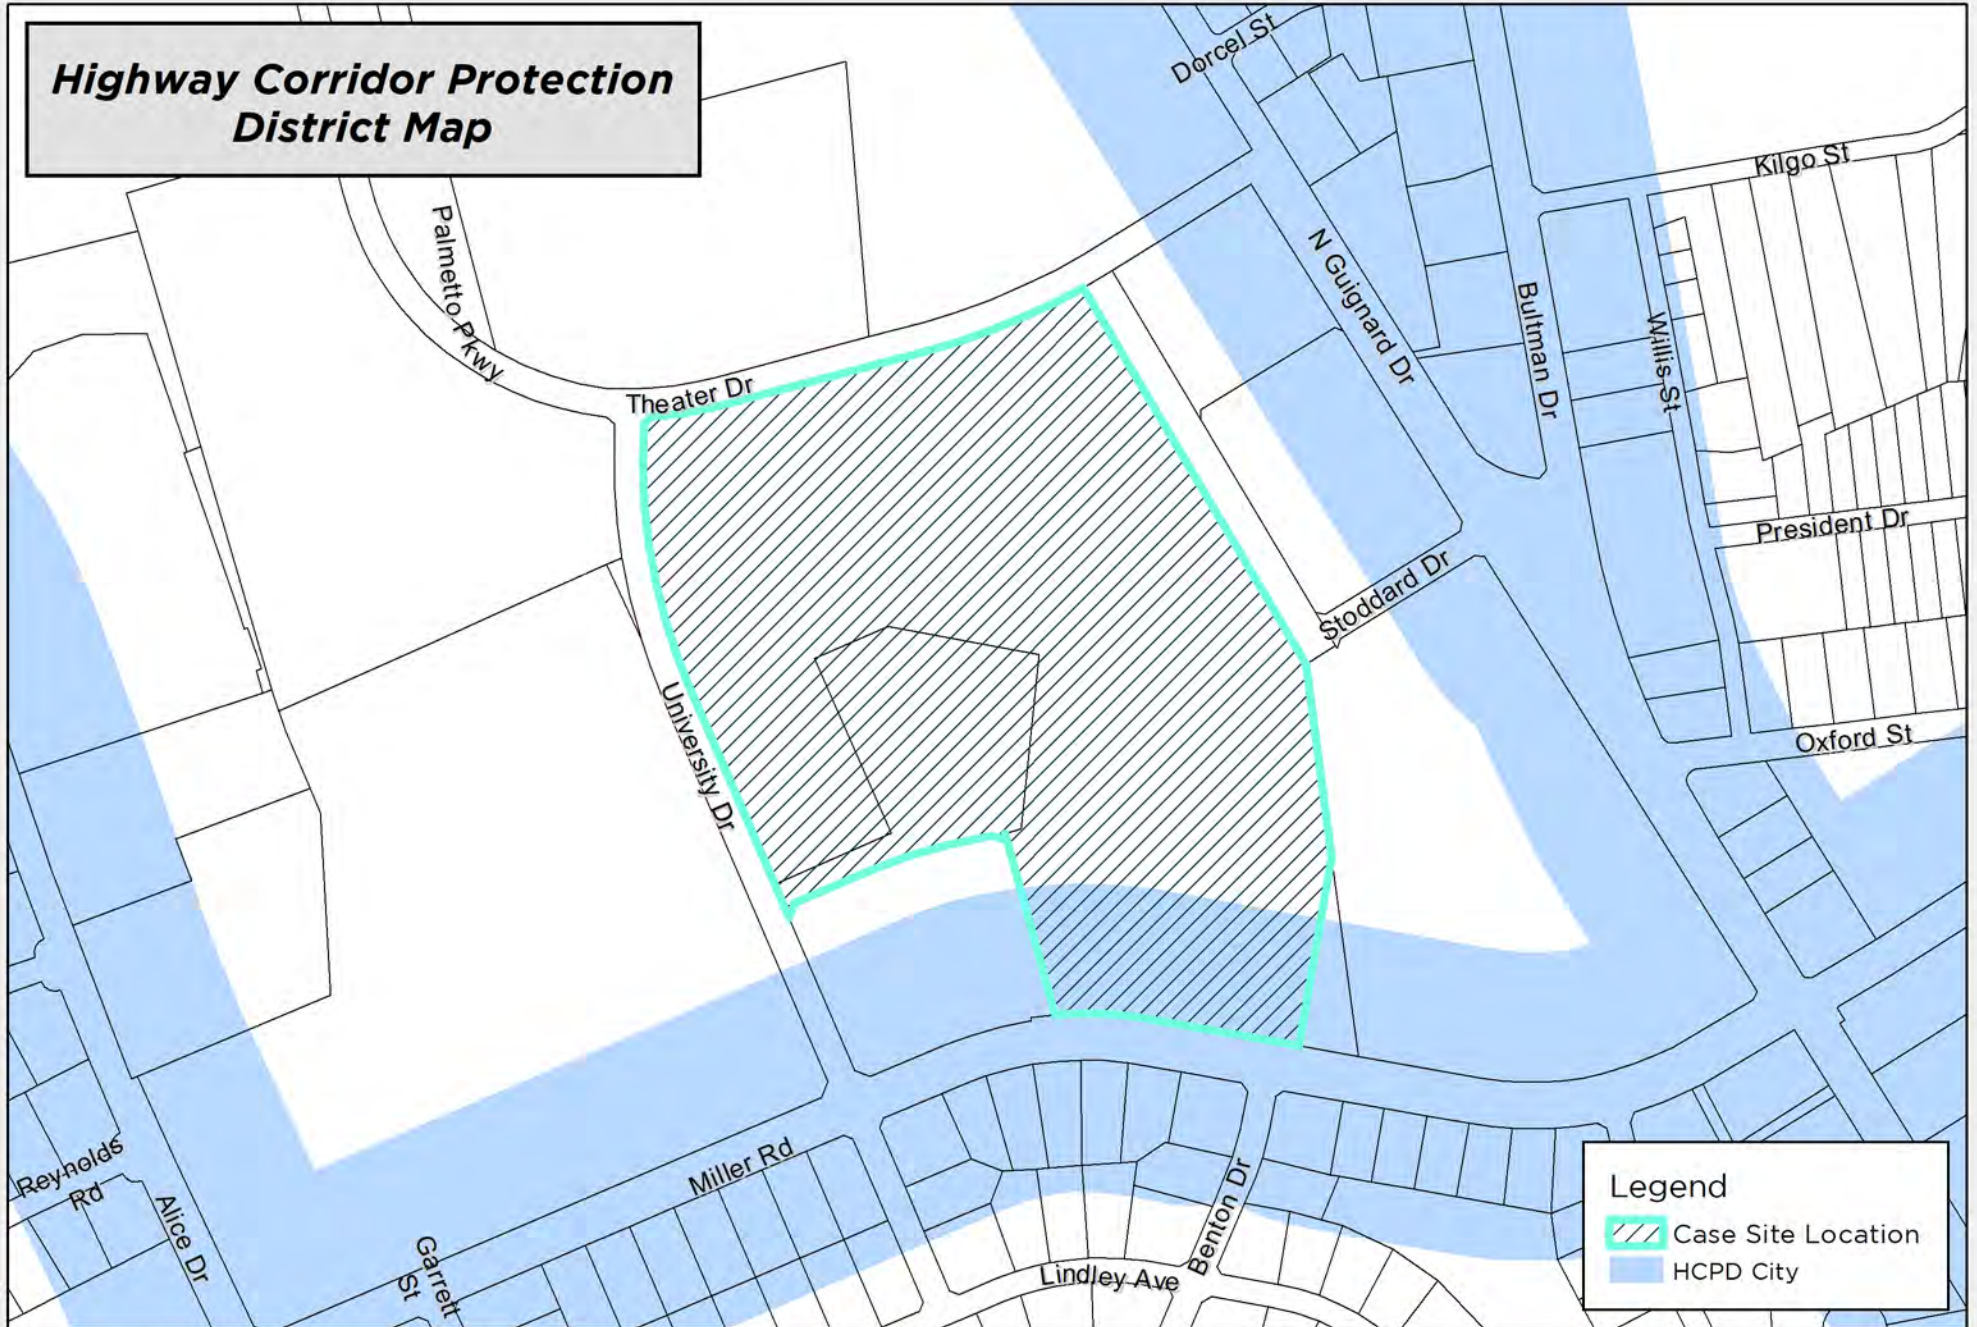 Highway Corridor Protection
District Map
Dorcel St
Kilgo St
Palmetto Pkwy
N Guignard Dr
Bultman Dr
Willis St
Theater Dr
President Dr
Stoddard Dr
University Dr
Oxford St
Reynolds
Rd
Alice Dr
Miller Rd
Garrett
St
Benton Dr
Lindley Ave
Legend
Case Site Location
HCPD City